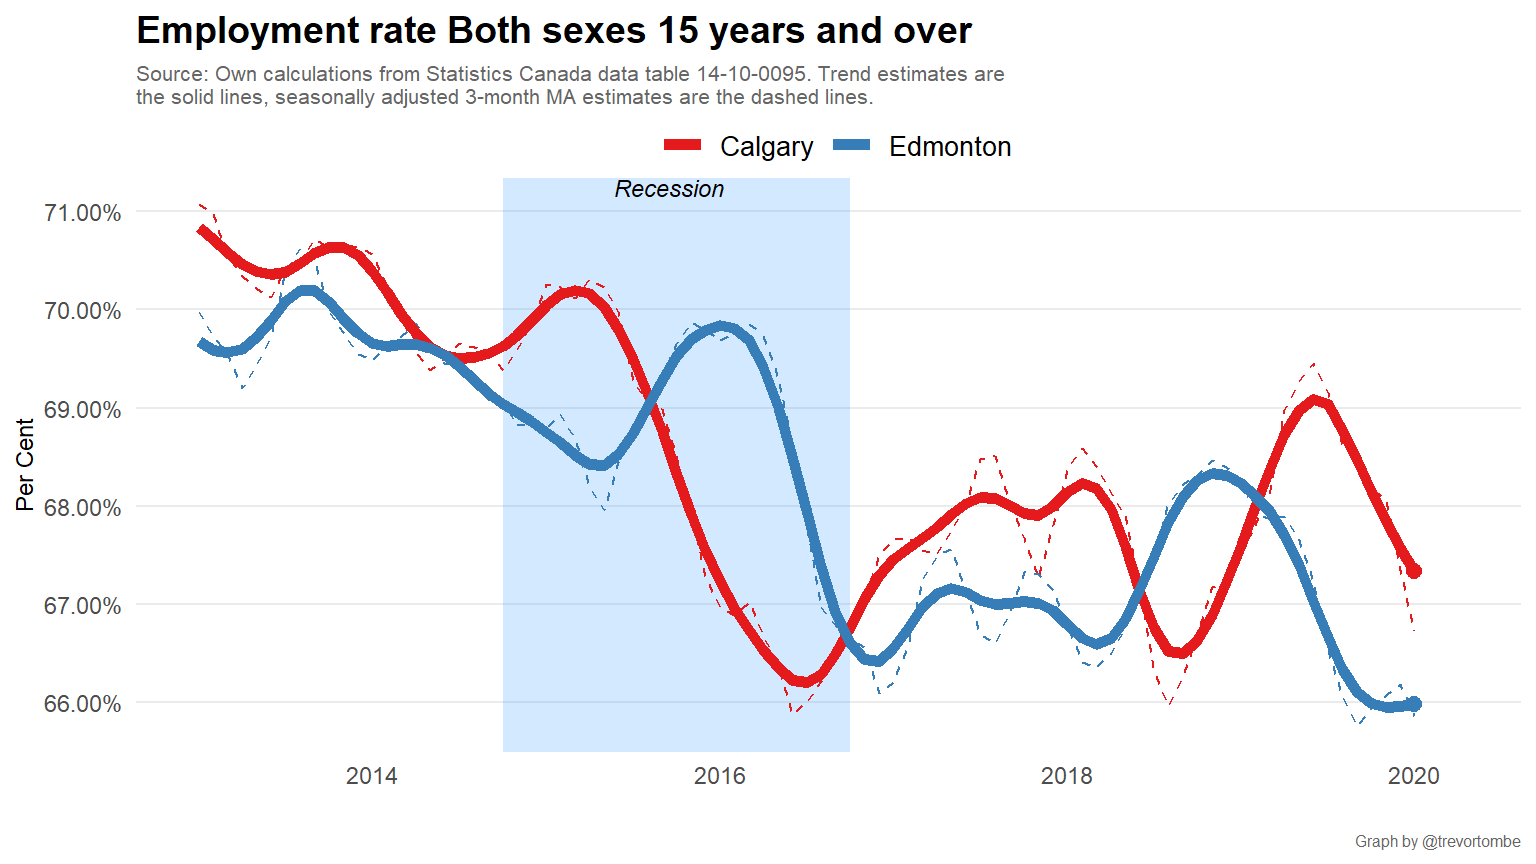 Employment rate Both sexes 15 years and over
Source: Own calculations from Statistics Canada data table 14-10-0095. Trend estimates are
the solid lines, seasonally adjusted 3-month MA estimates are the dashed lines.
Calgary Edmonton
Recession
71.00%
70.00%
69.00%
68.00%
67.00%
66.00%
Per Cent
2014 2016 2018 2020
Graph by @trevortombe